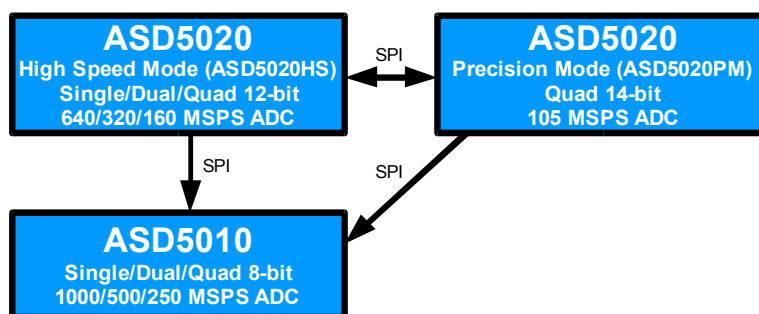 ASD5020
High Speed Mode (ASD5020HS)
Single/Dual/Quad 12-bit
640/320/160 MSPS ADC
SPI
ASD5020
Precision Mode (ASD5020PM)
Quad 14-bit
105 MSPS ADC
SPI
SPI
ASD5010
Single/Dual/Quad 8-bit
1000/500/250 MSPS ADC